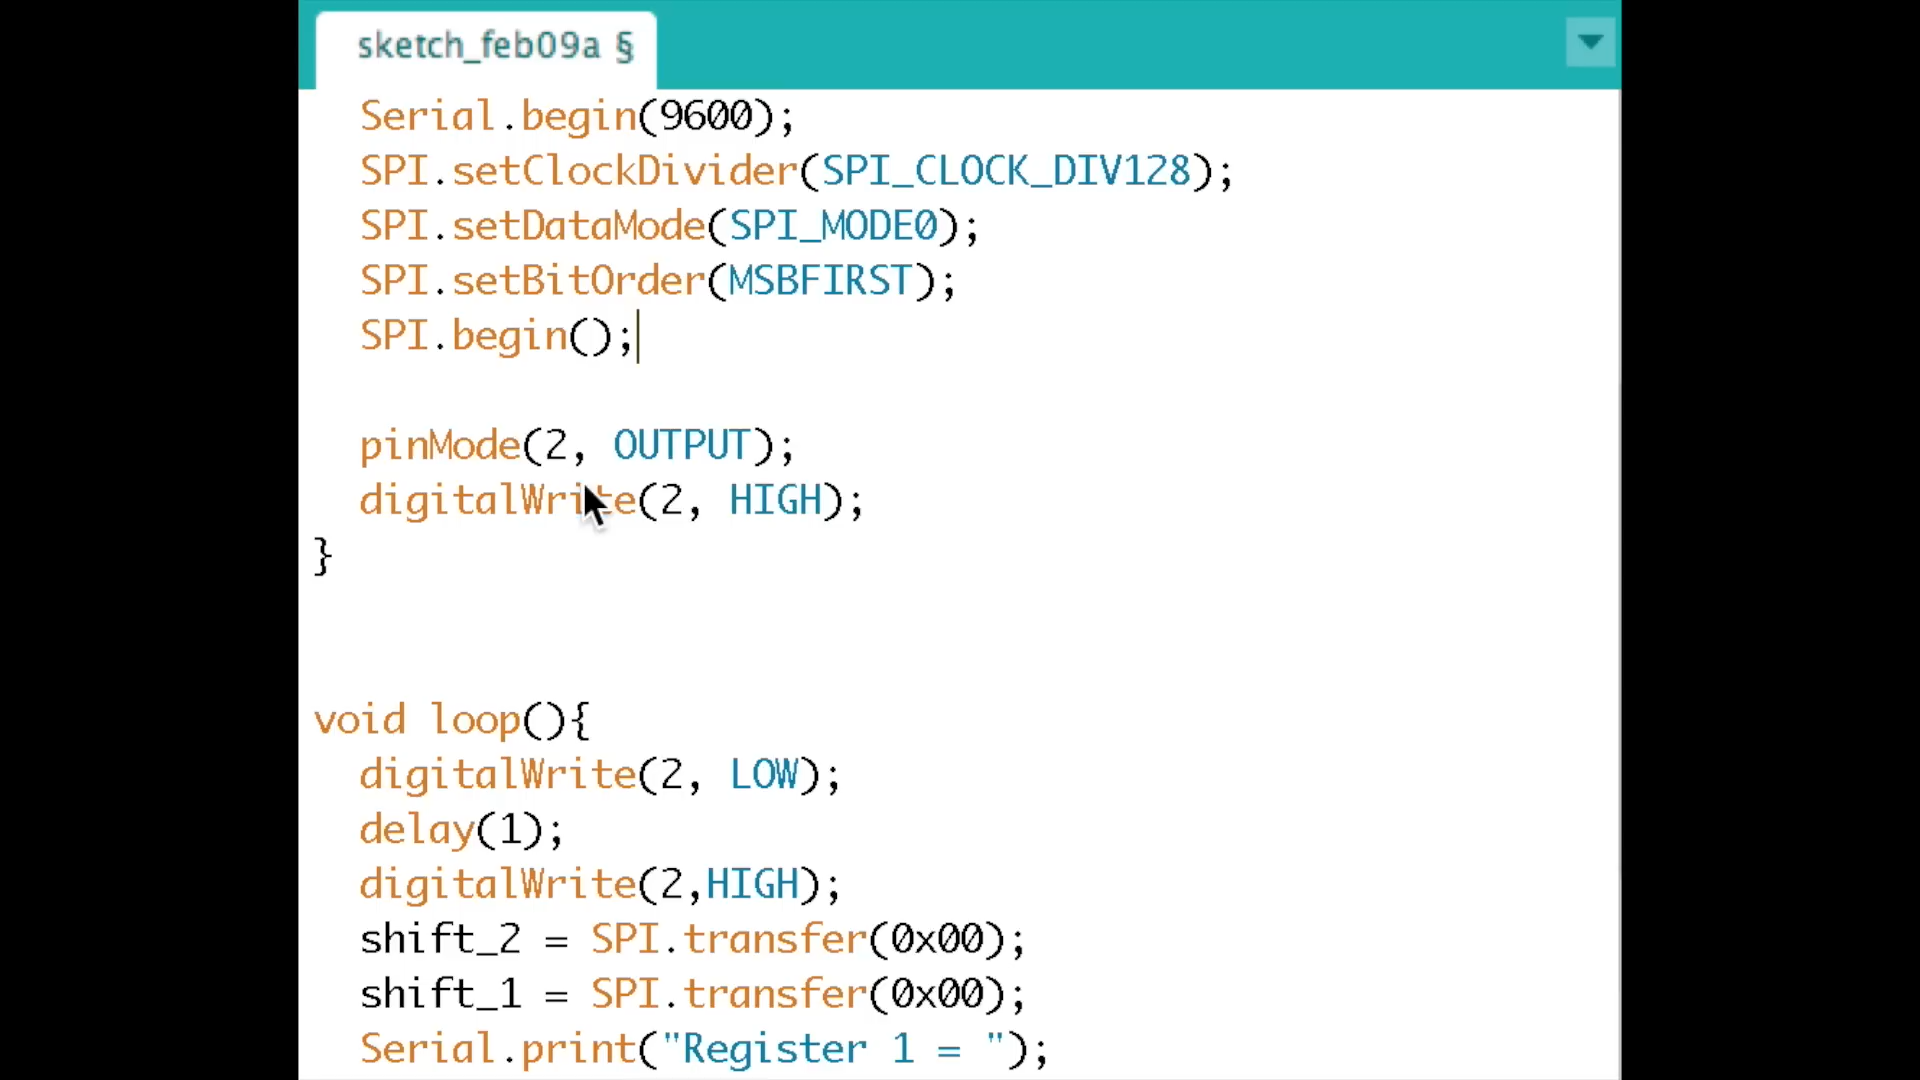 sketch_feb09a §
Serial.begin(9600);
SPI.setClockDivider(SPI_CLOCK_DIV128);
SPI.setDataMode(SPI_MODE0);
SPI.setBitOrder(MSBFIRST);
SPI.begin();
pinMode(2, OUTPUT);
digitalWrite(2, HIGH);
}
void loop(){
digitalWrite(2, LOW);
delay(1);
digitalWrite(2,HIGH);
shift_2 = SPI.transfer(0x00);
shift_1 = SPI.transfer(0x00);
Serial.print("Register 1 = ");